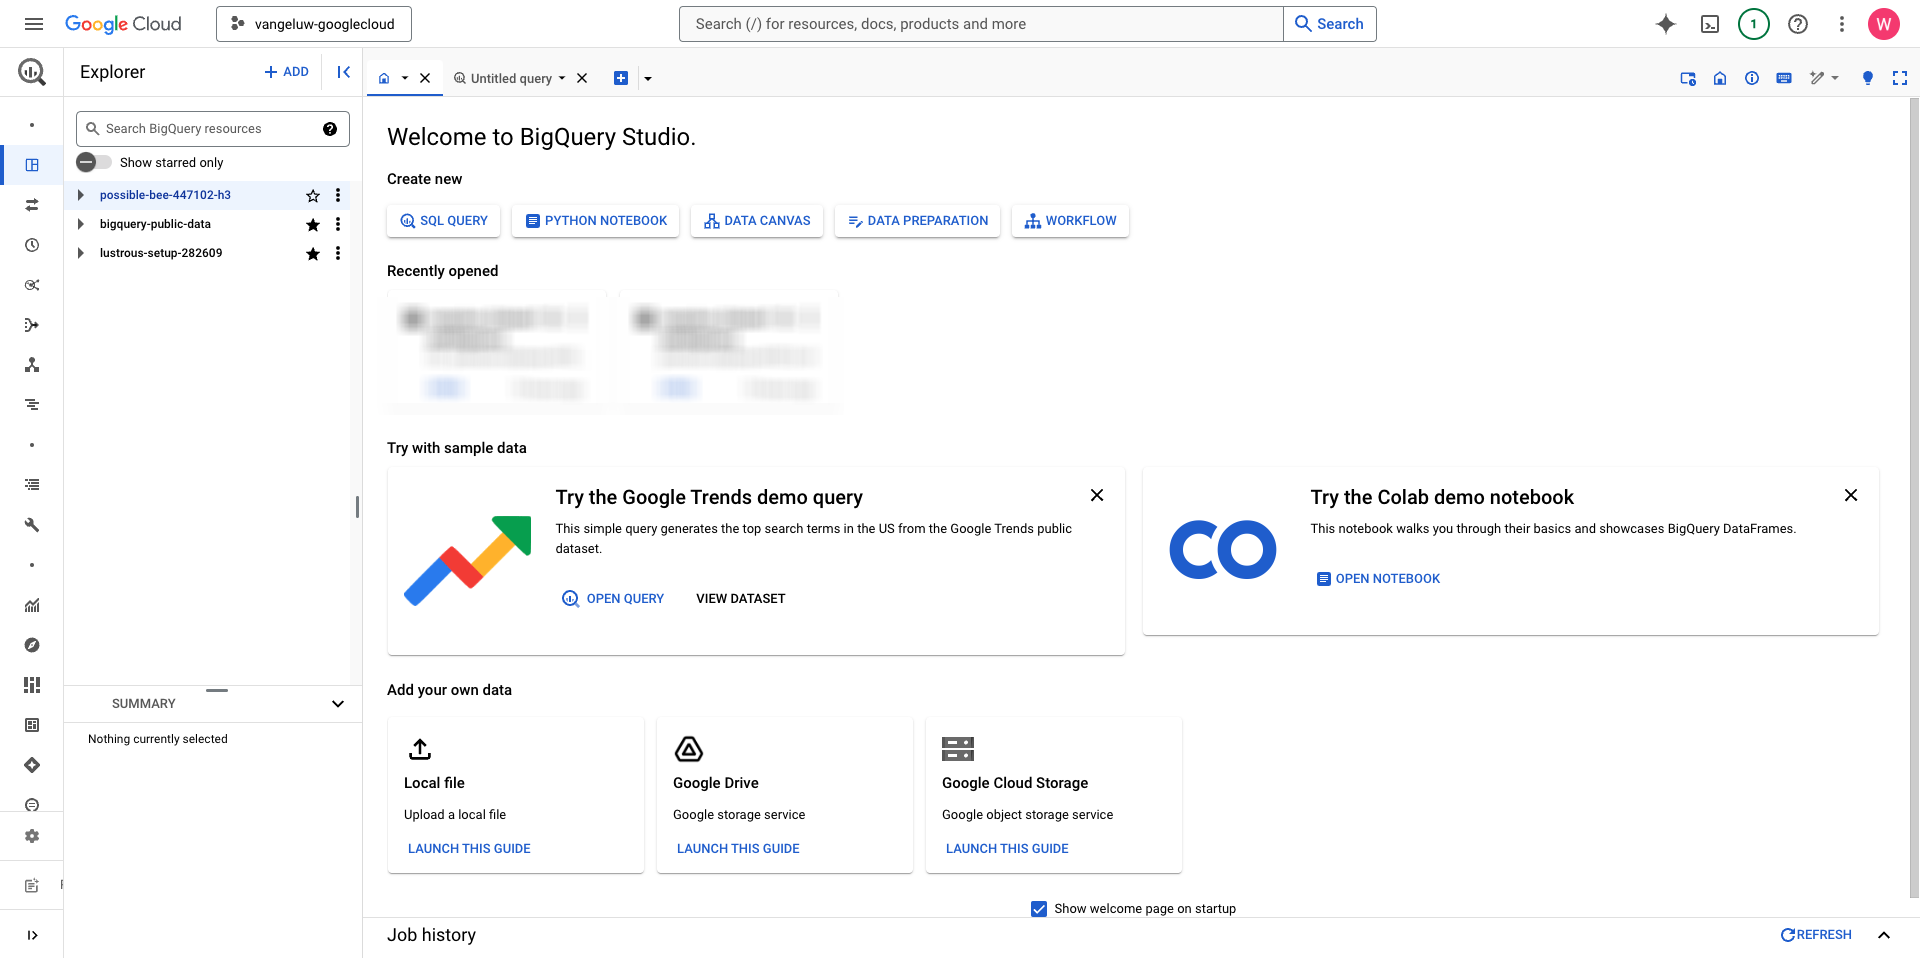 Google Cloud
vangeluw-googlecloud
Search (/) for resources, docs, products and more
Search
1
W
Explorer
ADD
Untitled query
Search BigQuery resources
Show starred only
possible-bee-447102-h3
bigquery-public-data
lustrous-setup-282609
SUMMARY
Nothing currently selected
Welcome to BigQuery Studio.
Create new
SQL QUERY
PYTHON NOTEBOOK
DATA CANVAS
DATA PREPARATION
WORKFLOW
Recently opened
Try with sample data
Try the Google Trends demo query
This simple query generates the top search terms in the US from the Google Trends public
dataset.
OPEN QUERY
VIEW DATASET
Try the Colab demo notebook
This notebook walks you through their basics and showcases BigQuery DataFrames.
OPEN NOTEBOOK
Add your own data
Local file
Upload a local file
LAUNCH THIS GUIDE
Google Drive
Google storage service
LAUNCH THIS GUIDE
Google Cloud Storage
Google object storage service
LAUNCH THIS GUIDE
Show welcome page on startup
Job history
REFRESH